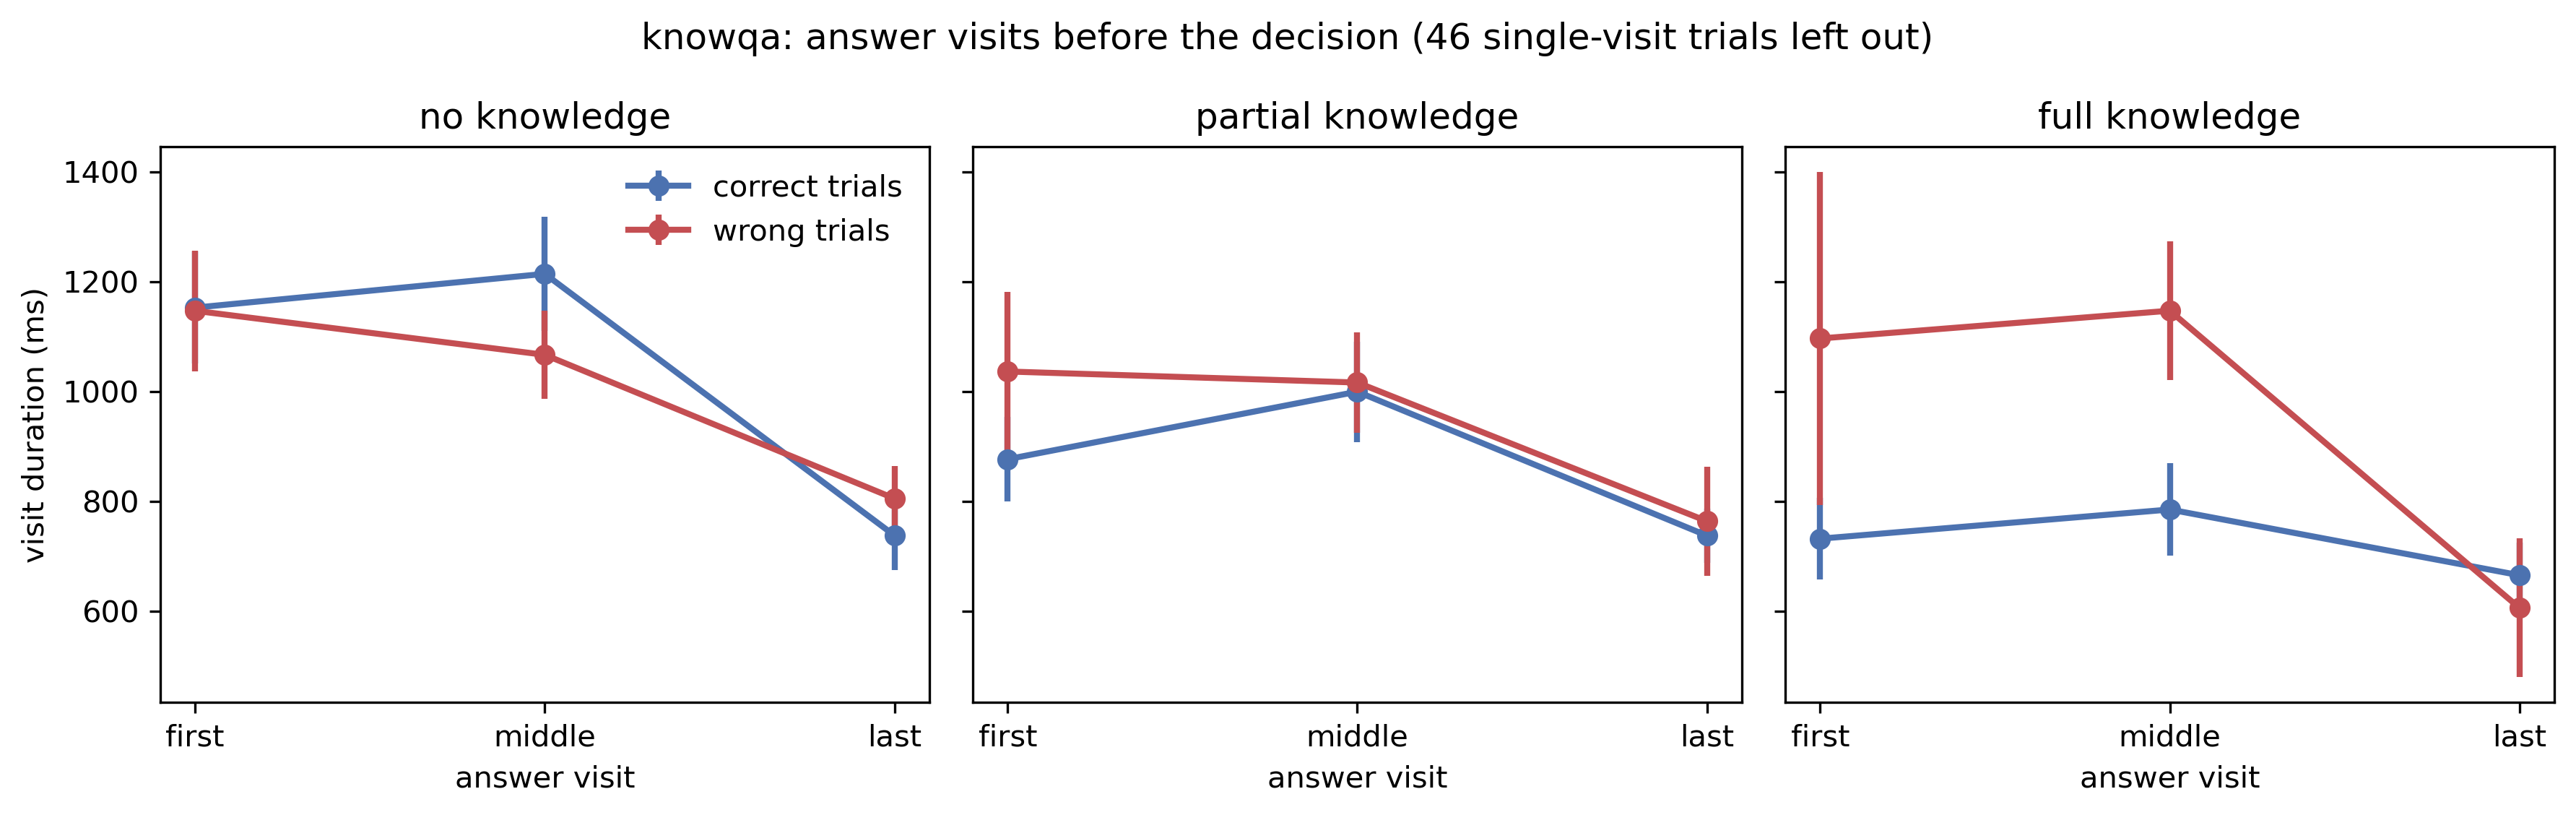 knowqa: answer visits before the decision (46 single-visit trials left out)
no knowledge
partial knowledge
full knowledge
correct trials
wrong trials
visit duration (ms)
1400
1200
1000
800
600
first
middle
last
answer visit
first
middle
last
answer visit
first
middle
last
answer visit